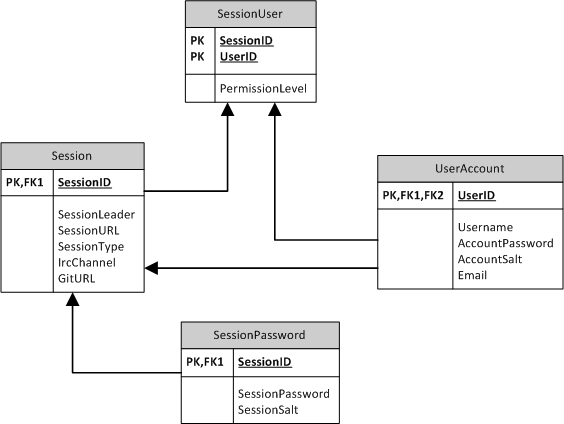 SessionUser
PK SessionID
PK UserID
PermissionLevel
Session
PK,FK1 SessionID
SessionLeader
SessionURL
SessionType
IrcChannel
GitURL
UserAccount
PK,FK1,FK2 UserID
Username
AccountPassword
AccountSalt
Email
SessionPassword
PK,FK1 SessionID
SessionPassword
SessionSalt